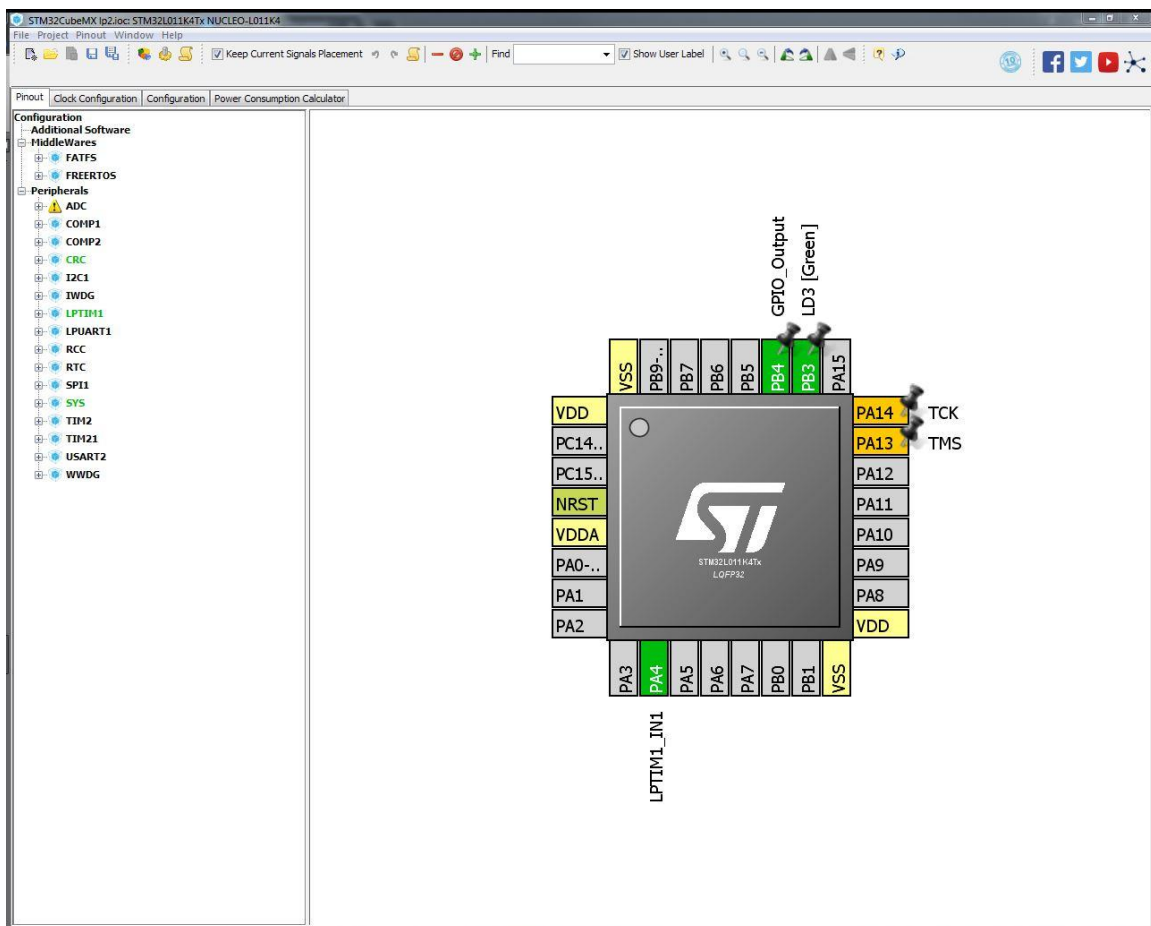 STM32CubeMX lp2.ioc: STM32L011K4Tx NUCLEO-L011K4
File Project Pinout Window Help
Keep Current Signals Placement Find Show User Label
Pinout Clock Configuration Configuration Power Consumption Calculator
Configuration
Additional Software
MiddleWares
FATFS
FREERTOS
Peripherals
ADC
COMP1
COMP2
CRC
I2C1
IWDG
LPTIM1
LPUART1
RCC
RTC
SPI1
SYS
TIM2
TIM21
USART2
WWDG
GPIO_Output
LD3 [Green]
VSS
PB9-..
PB7
PB6
PB5
PB4
PB3
PA15
VDD
PC14..
PC15..
NRST
VDDA
PA0-..
PA1
PA2
ST
STM32L011K4Tx
LQFP32
PA14 TCK
PA13 TMS
PA12
PA11
PA10
PA9
PA8
VDD
PA3
PA4
PA5
PA6
PA7
PB0
PB1
VSS
LPTIM1_IN1